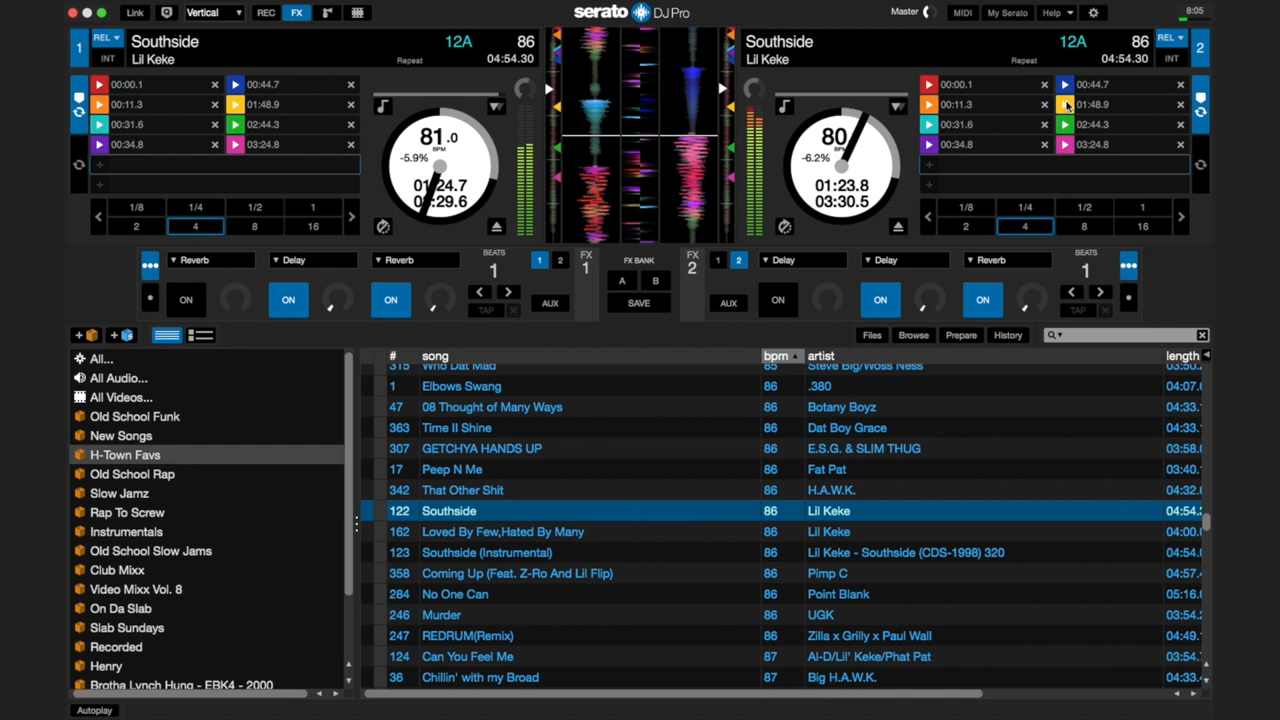 Link Vertical REC FX serato DJ Pro Master MIDI My Serato Help 8:05
1 REL Southside 12A 86
INT Lil Keke Repeat 04:54.30
00:00.1 00:44.7
00:11.3 01:48.9
00:31.6 02:44.3
00:34.8 03:24.8
1/8 1/4 1/2 1
2 4 8 16
81.0
BPM
-5.9%
01:24.7
03:29.6
Southside 12A 86 REL 2
Lil Keke Repeat 04:54.30 INT
80
BPM
-6.2%
01:23.8
03:30.5
00:00.1 00:44.7
00:11.3 01:48.9
00:31.6 02:44.3
00:34.8 03:24.8
1/8 1/4 1/2 1
2 4 8 16
Reverb Delay Reverb BEATS 1 1 2 FX 1 FX BANK FX 2 1 2 Delay Delay Reverb BEATS 1
ON ON ON TAP AUX A B SAVE AUX ON ON ON TAP
Files Browse Prepare History
All...
All Audio...
All Videos...
Old School Funk
New Songs
H-Town Favs
Old School Rap
Slow Jamz
Rap To Screw
Instrumentals
Old School Slow Jams
Club Mixx
Video Mixx Vol. 8
On Da Slab
Slab Sundays
Recorded
Henry
Brotha Lynch Hung - EBK4 - 2000
# song bpm artist length
315 Who Dat Mad 85 Steve Big/Woss Ness 03:50.
1 Elbows Swang 86 .380 04:07.
47 08 Thought of Many Ways 86 Botany Boyz 04:33.
363 Time II Shine 86 Dat Boy Grace 04:33.
307 GETCHYA HANDS UP 86 E.S.G. & SLIM THUG 03:58.
17 Peep N Me 86 Fat Pat 03:40.
342 That Other Shit 86 H.A.W.K. 04:32.
122 Southside 86 Lil Keke 04:54.
162 Loved By Few,Hated By Many 86 Lil Keke 04:00.
123 Southside (Instrumental) 86 Lil Keke - Southside (CDS-1998) 320 04:54.
358 Coming Up (Feat. Z-Ro And Lil Flip) 86 Pimp C 04:57.
284 No One Can 86 Point Blank 05:16.
246 Murder 86 UGK 03:54.
247 REDRUM(Remix) 86 Zilla x Grilly x Paul Wall 04:49.
124 Can You Feel Me 87 Al-D/Lil' Keke/Phat Pat 03:54.
36 Chillin' with my Broad 87 Big H.A.W.K. 04:33.
Autoplay